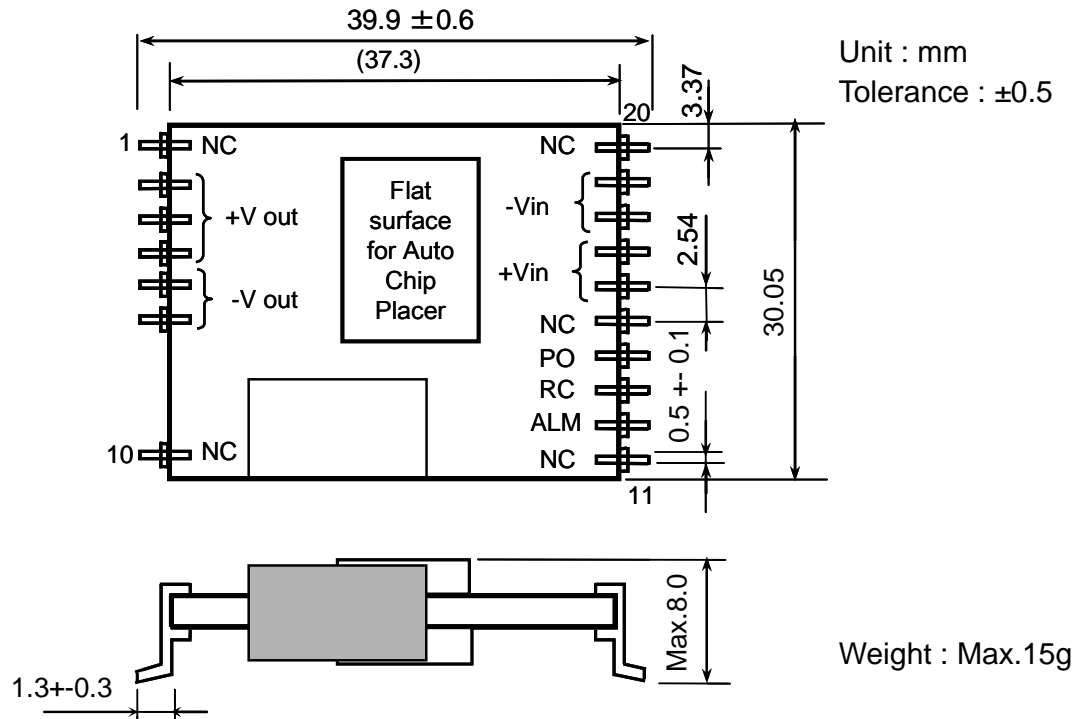 39.9 ±0.6
(37.3)
Unit : mm
Tolerance : ±0.5
3.37
20
1
NC
NC
Flat
surface
for Auto
Chip
Placer
-Vin
+V out
2.54
+Vin
-V out
30.05
NC
PO
0.5 +- 0.1
RC
ALM
10
NC
NC
11
Max.8.0
Weight : Max.15g
1.3+-0.3